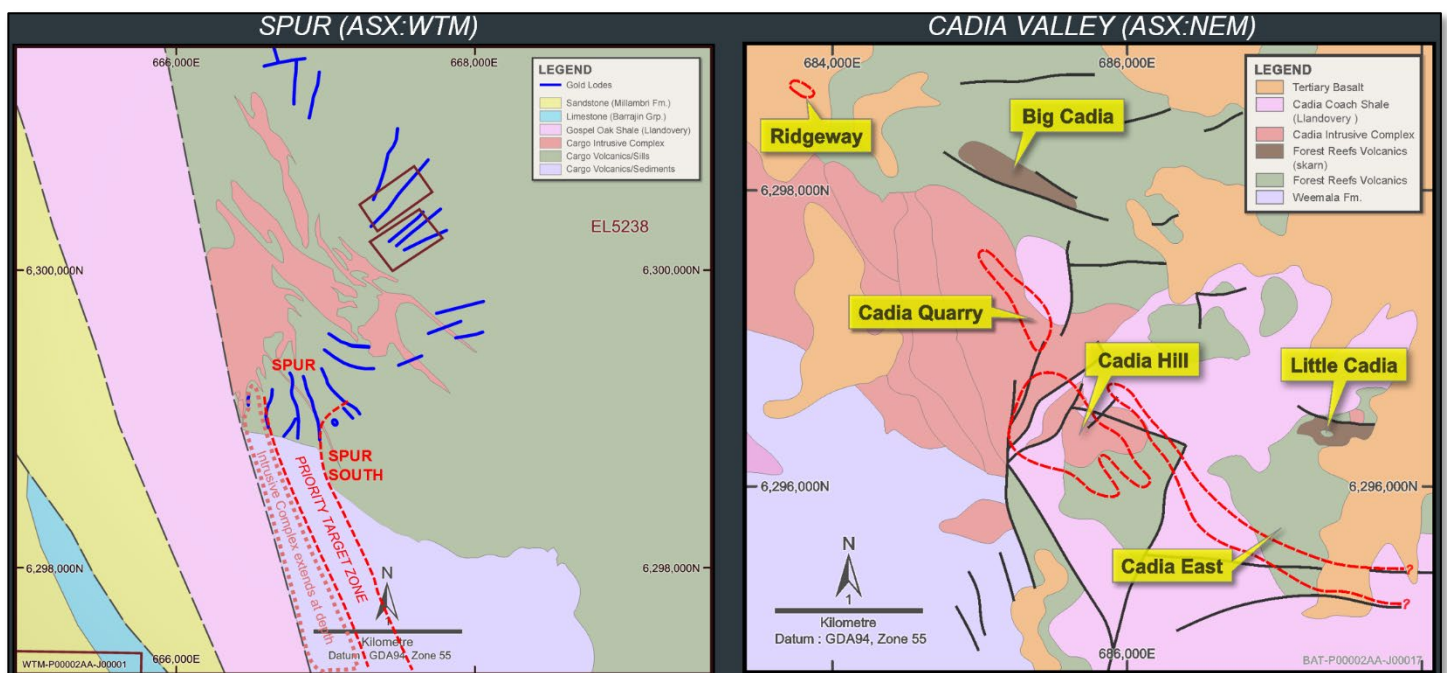 SPUR (ASX:WTM)
666,000E
668,000E
LEGEND
Gold Lodes
Sandstone (Millambri Fm.)
Limestone (Barrajin Grp.)
Gospel Oak Shale (Llandovery)
Cargo Intrusive Complex
Cargo Volcanics/Sills
Cargo Volcanics/Sediments
EL5238
6,300,000N
6,300,000N
SPUR
SPUR
SOUTH
PRIORITY TARGET ZONE
Intrusive Complex extends at depth
6,298,000N
6,298,000N
N
1
Kilometre
Datum : GDA94, Zone 55
666,000E
WTM-P00002AA-J00001
CADIA VALLEY (ASX:NEM)
684,000E
686,000E
LEGEND
Tertiary Basalt
Cadia Coach Shale
(Llandovery )
Cadia Intrusive Complex
Forest Reefs Volcanics
(skarn)
Forest Reefs Volcanics
Weemala Fm.
Ridgeway
Big Cadia
6,298,000N
6,298,000N
Cadia Quarry
Cadia Hill
Little Cadia
6,296,000N
6,296,000N
Cadia East
?
?
N
1
Kilometre
Datum : GDA94, Zone 55
686,000E
BAT-P00002AA-J00017